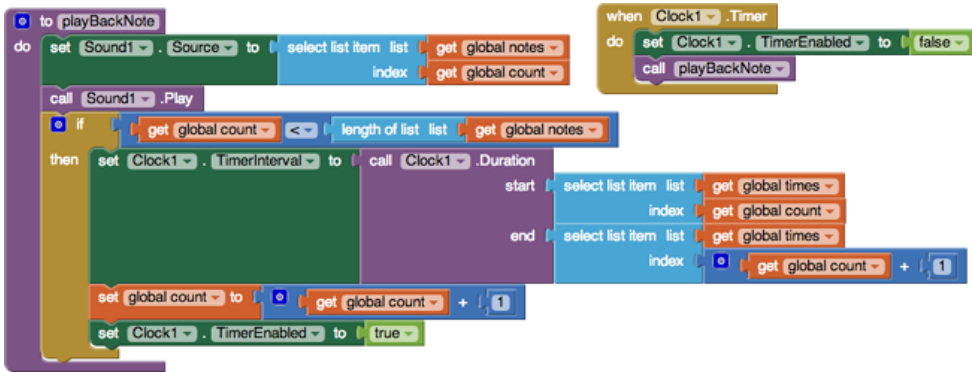 to playBackNote
do set Sound1 . Source to select list item list get global notes
index get global count
call Sound1 .Play
if get global count < length of list list get global notes
then set Clock1 . TimerInterval to call Clock1 .Duration
start select list item list get global times
index get global count
end select list item list get global times
index get global count + 1
set global count to get global count + 1
set Clock1 . TimerEnabled to true
when Clock1 .Timer
do set Clock1 . TimerEnabled to false
call playBackNote